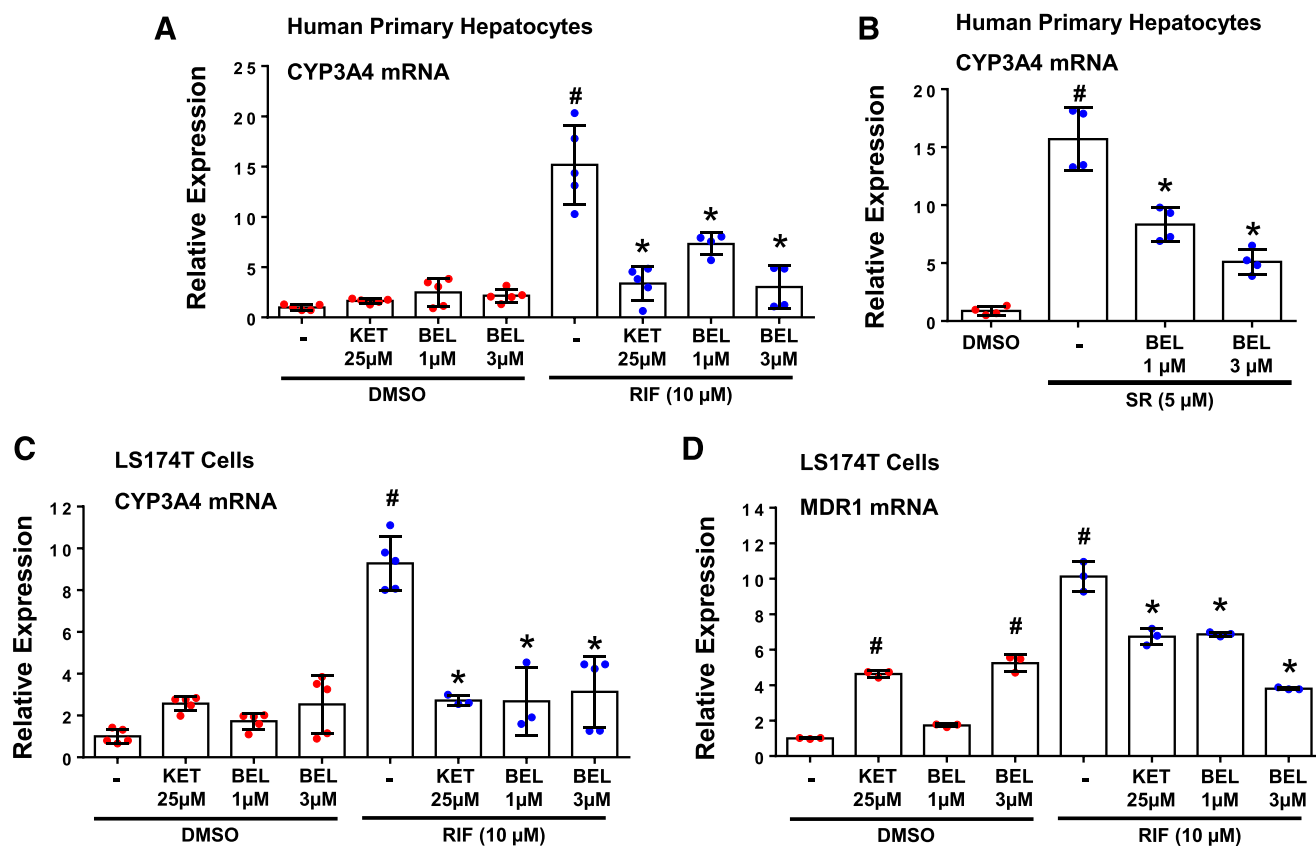 A
Human Primary Hepatocytes
CYP3A4 mRNA
Relative Expression
25
20
15
10
5
0
#
*
*
*
-
KET
25µM
BEL
1µM
BEL
3µM
-
KET
25µM
BEL
1µM
BEL
3µM
DMSO
RIF (10 µM)
B
Human Primary Hepatocytes
CYP3A4 mRNA
Relative Expression
20
15
10
5
0
#
*
*
DMSO
-
BEL
1 µM
BEL
3 µM
SR (5 µM)
C
LS174T Cells
CYP3A4 mRNA
Relative Expression
12
10
8
6
4
2
0
#
*
*
*
-
KET
25µM
BEL
1µM
BEL
3µM
-
KET
25µM
BEL
1µM
BEL
3µM
DMSO
RIF (10 µM)
D
LS174T Cells
MDR1 mRNA
Relative Expression
14
12
10
8
6
4
2
0
#
#
#
*
*
*
-
KET
25µM
BEL
1µM
BEL
3µM
-
KET
25µM
BEL
1µM
BEL
3µM
DMSO
RIF (10 µM)